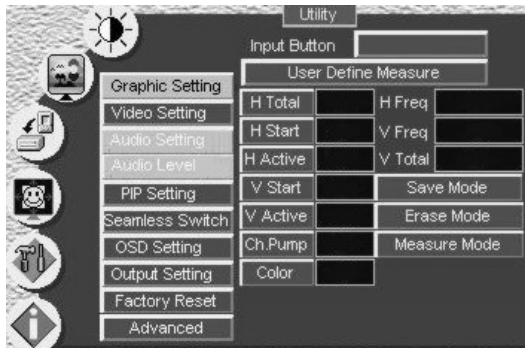 Utility
Input Button
User Define Measure
Graphic Setting
Video Setting
Audio Setting
Audio Level
PIP Setting
Seamless Switch
OSD Setting
Output Setting
Factory Reset
Advanced
H Total
H Freq
H Start
V Freq
H Active
V Total
V Start
Save Mode
V Active
Erase Mode
Ch.Pump
Measure Mode
Color